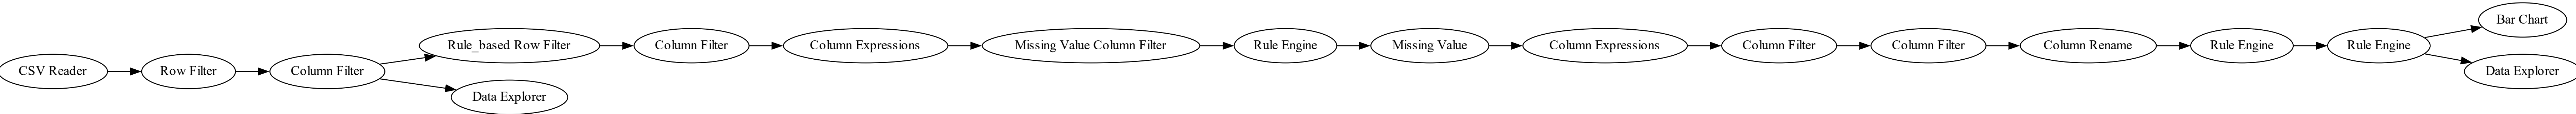 CSV Reader
Row Filter
Column Filter
Rule_based Row Filter
Data Explorer
Column Filter
Column Expressions
Missing Value Column Filter
Rule Engine
Missing Value
Column Expressions
Column Filter
Column Filter
Column Rename
Rule Engine
Rule Engine
Bar Chart
Data Explorer